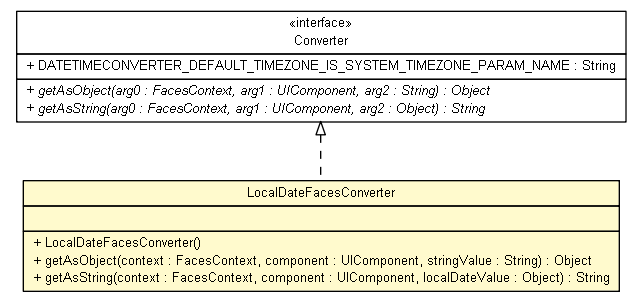 «interface»
Converter
+ DATETIMECONVERTER_DEFAULT_TIMEZONE_IS_SYSTEM_TIMEZONE_PARAM_NAME : String
+ getAsObject(arg0 : FacesContext, arg1 : UIComponent, arg2 : String) : Object
+ getAsString(arg0 : FacesContext, arg1 : UIComponent, arg2 : Object) : String
LocalDateFacesConverter
+ LocalDateFacesConverter()
+ getAsObject(context : FacesContext, component : UIComponent, stringValue : String) : Object
+ getAsString(context : FacesContext, component : UIComponent, localDateValue : Object) : String